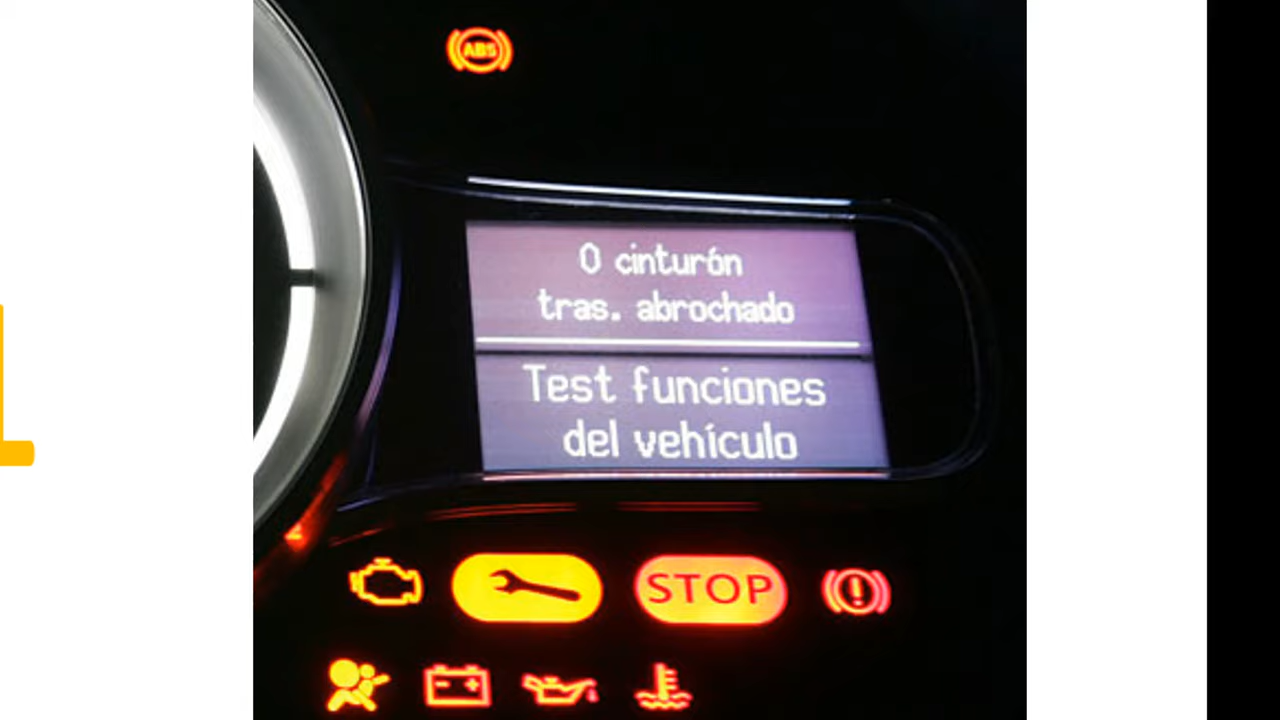 ABS
0 cinturón
tras. abrochado
Test funciones
del vehículo
STOP